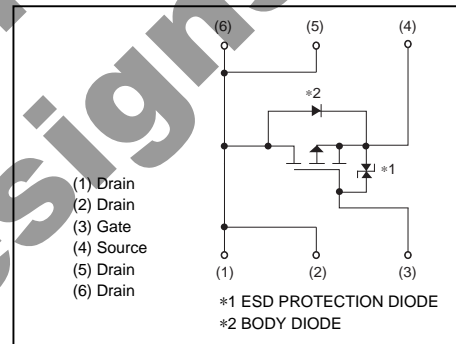 (6) (5) (4)
∗2
∗1
(1) Drain
(2) Drain
(3) Gate
(4) Source
(5) Drain
(6) Drain
(1) (2) (3)
∗1 ESD PROTECTION DIODE
∗2 BODY DIODE
esigns